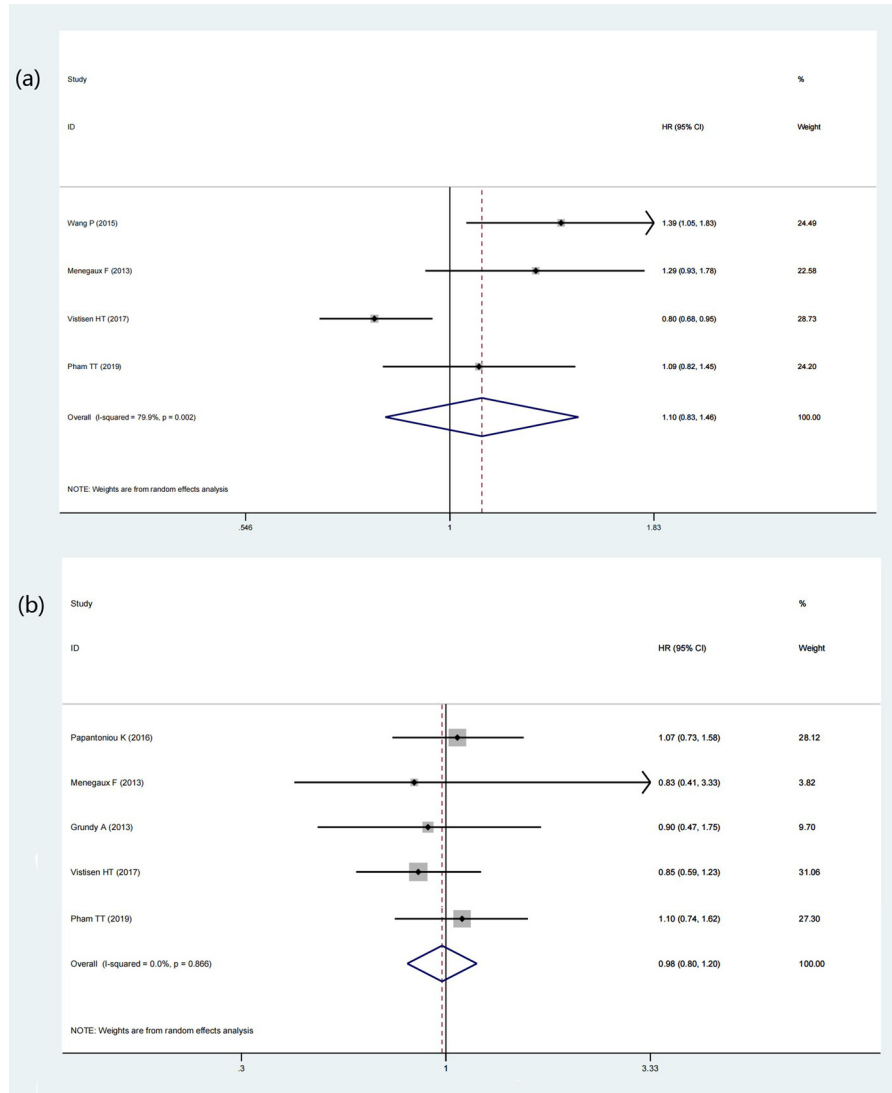 (a)
Study %
ID HR (95% CI) Weight
Wang P (2015) 1.39 (1.05, 1.83) 24.49
Menegaux F (2013) 1.29 (0.93, 1.78) 22.58
Vistisen HT (2017) 0.80 (0.68, 0.95) 28.73
Pham TT (2019) 1.09 (0.82, 1.45) 24.20
Overall (I-squared = 79.9%, p = 0.002) 1.10 (0.83, 1.46) 100.00
NOTE: Weights are from random effects analysis
.546 1 1.83
(b)
Study %
ID HR (95% CI) Weight
Papantoniou K (2016) 1.07 (0.73, 1.58) 28.12
Menegaux F (2013) 0.83 (0.41, 3.33) 3.82
Grundy A (2013) 0.90 (0.47, 1.75) 9.70
Vistisen HT (2017) 0.85 (0.59, 1.23) 31.06
Pham TT (2019) 1.10 (0.74, 1.62) 27.30
Overall (I-squared = 0.0%, p = 0.866) 0.98 (0.80, 1.20) 100.00
NOTE: Weights are from random effects analysis
.3 1 3.33